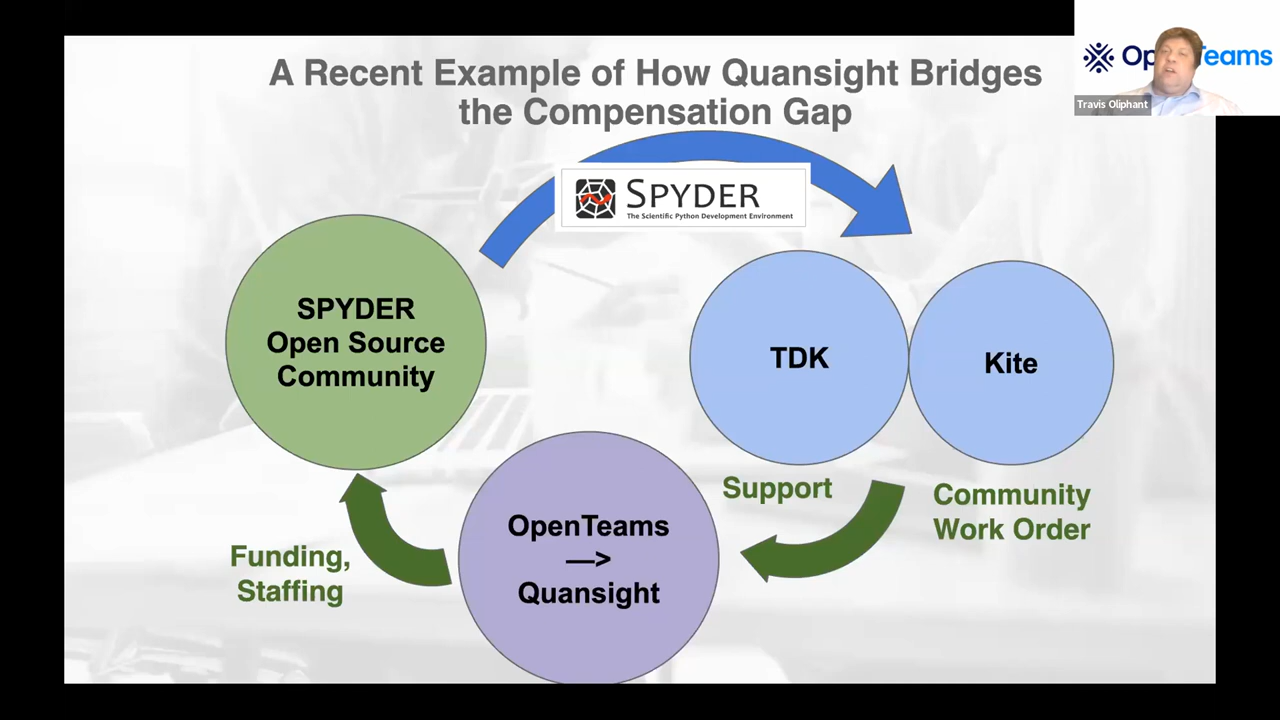 A Recent Example of How Quansight Bridges
the Compensation Gap
OpenTeams
Travis Oliphant
SPYDER
The Scientific Python Development Environment
SPYDER
Open Source
Community
TDK
Kite
Support
Community
Work Order
OpenTeams
—>
Quansight
Funding,
Staffing